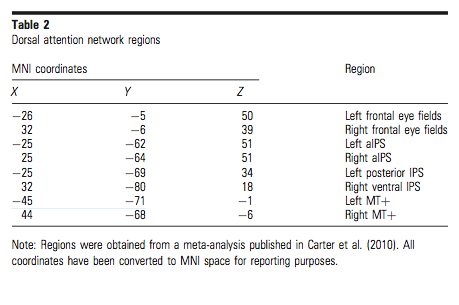 Table 2
Dorsal attention network regions
MNI coordinates Region
X Y Z
−26 −5 50 Left frontal eye fields
32 −6 39 Right frontal eye fields
−25 −62 51 Left aIPS
25 −64 51 Right aIPS
−25 −69 34 Left posterior IPS
32 −80 18 Right ventral IPS
−45 −71 −1 Left MT+
44 −68 −6 Right MT+
Note: Regions were obtained from a meta-analysis published in Carter et al. (2010). All
coordinates have been converted to MNI space for reporting purposes.